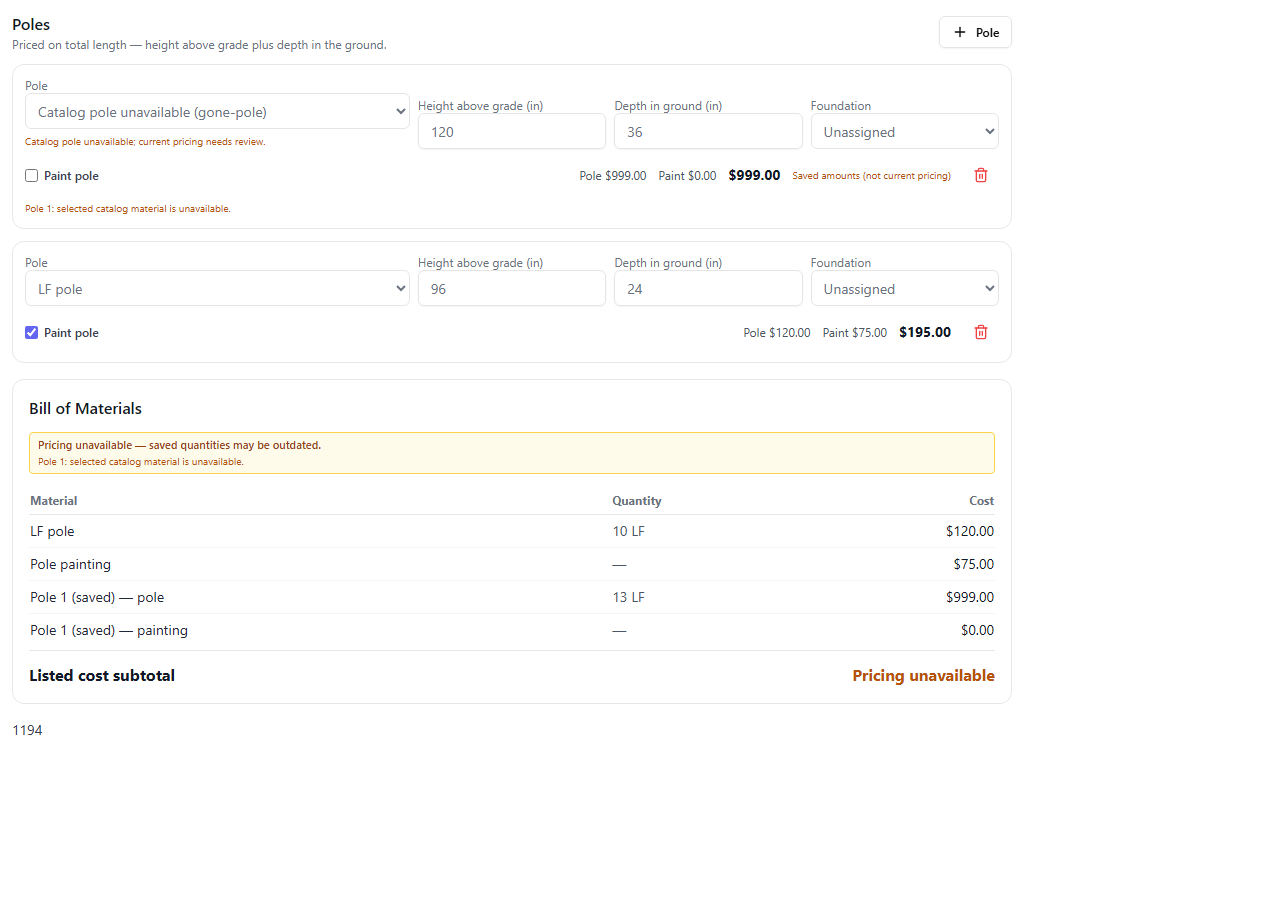 Poles
Priced on total length — height above grade plus depth in the ground.
+ Pole
Pole
Catalog pole unavailable (gone-pole)
Catalog pole unavailable; current pricing needs review.
Height above grade (in)
120
Depth in ground (in)
36
Foundation
Unassigned
Paint pole
Pole $999.00 Paint $0.00 $999.00 Saved amounts (not current pricing)
Pole 1: selected catalog material is unavailable.
Pole
LF pole
Height above grade (in)
96
Depth in ground (in)
24
Foundation
Unassigned
Paint pole
Pole $120.00 Paint $75.00 $195.00
Bill of Materials
Pricing unavailable — saved quantities may be outdated.
Pole 1: selected catalog material is unavailable.
Material Quantity Cost
LF pole 10 LF $120.00
Pole painting — $75.00
Pole 1 (saved) — pole 13 LF $999.00
Pole 1 (saved) — painting — $0.00
Listed cost subtotal Pricing unavailable
1194